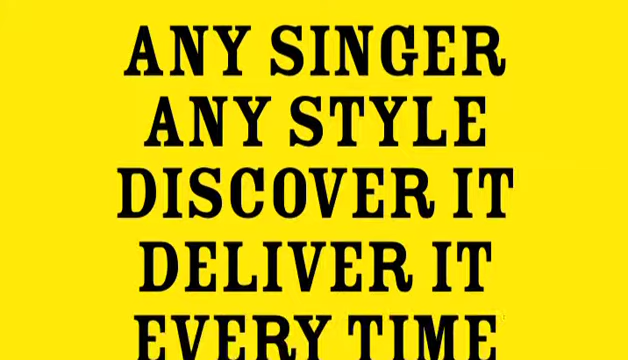 ANY SINGER
ANY STYLE
DISCOVER IT
DELIVER IT
EVERY TIME